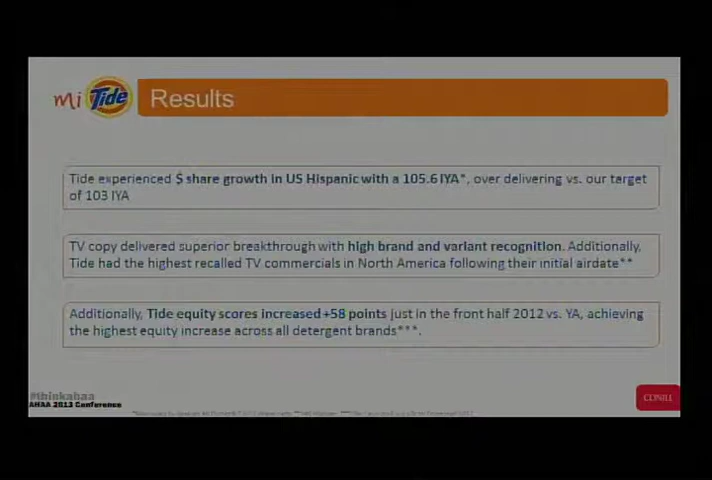 mi Tide
Results
Tide experienced $ share growth in US Hispanic with a 105.6 IYA*, over delivering vs. our target
of 103 IYA
TV copy delivered superior breakthrough with high brand and variant recognition. Additionally,
Tide had the highest recalled TV commercials in North America following their initial airdate**
Additionally, Tide equity scores increased +58 points just in the front half 2012 vs. YA, achieving
the highest equity increase across all detergent brands***.
#thinkahaa
AHAA 2013 Conference
CONILL